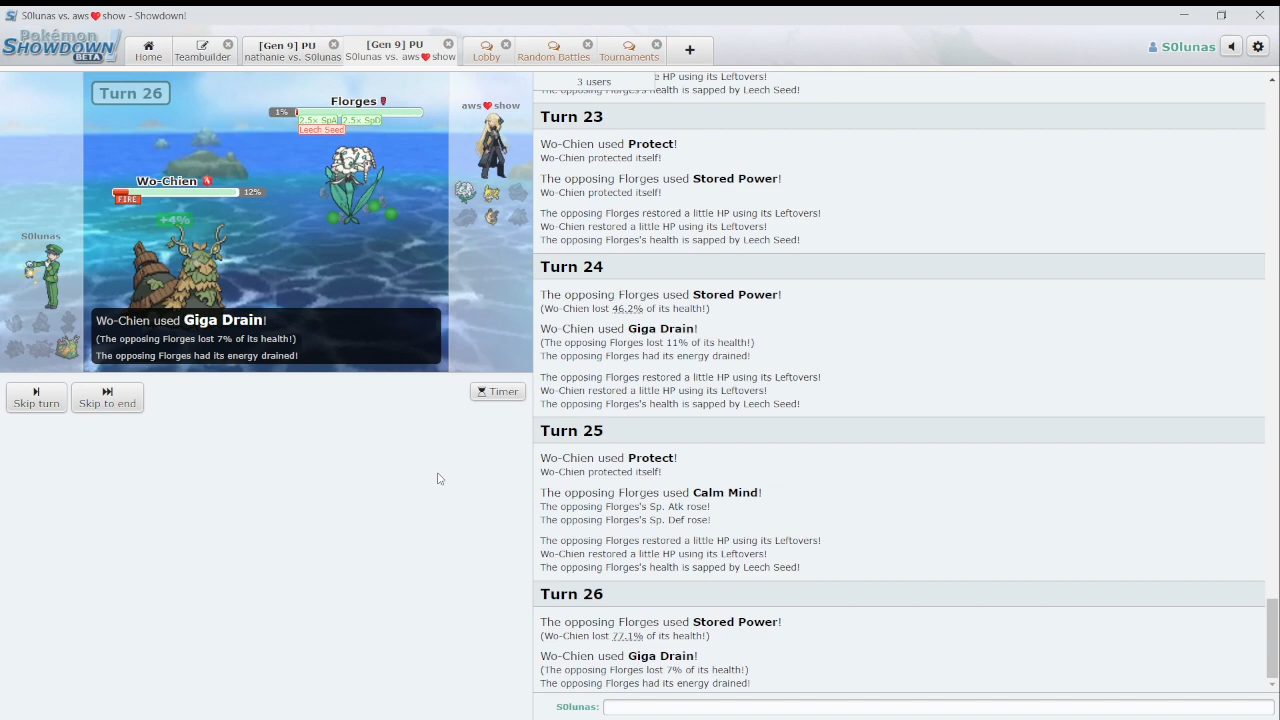 S0lunas vs. aws❤show - Showdown!
Pokémon
SHOWDOWN!
BETA
Home
Teambuilder
[Gen 9] PU
nathanie vs. S0lunas
[Gen 9] PU
S0lunas vs. aws❤show
Lobby
Random Battles
Tournaments
S0lunas
Turn 26
Florges
1%
2.5× SpA
2.5× SpD
Leech Seed
aws❤show
Wo-Chien
12%
FIRE
+4%
S0lunas
Wo-Chien used Giga Drain!
(The opposing Florges lost 7% of its health!)
The opposing Florges had its energy drained!
Skip turn
Skip to end
Timer
3 users
e HP using its Leftovers!
The opposing Florges's health is sapped by Leech Seed!
Turn 23
Wo-Chien used Protect!
Wo-Chien protected itself!
The opposing Florges used Stored Power!
Wo-Chien protected itself!
The opposing Florges restored a little HP using its Leftovers!
Wo-Chien restored a little HP using its Leftovers!
The opposing Florges's health is sapped by Leech Seed!
Turn 24
The opposing Florges used Stored Power!
(Wo-Chien lost 46.2% of its health!)
Wo-Chien used Giga Drain!
(The opposing Florges lost 11% of its health!)
The opposing Florges had its energy drained!
The opposing Florges restored a little HP using its Leftovers!
Wo-Chien restored a little HP using its Leftovers!
The opposing Florges's health is sapped by Leech Seed!
Turn 25
Wo-Chien used Protect!
Wo-Chien protected itself!
The opposing Florges used Calm Mind!
The opposing Florges's Sp. Atk rose!
The opposing Florges's Sp. Def rose!
The opposing Florges restored a little HP using its Leftovers!
Wo-Chien restored a little HP using its Leftovers!
The opposing Florges's health is sapped by Leech Seed!
Turn 26
The opposing Florges used Stored Power!
(Wo-Chien lost 77.1% of its health!)
Wo-Chien used Giga Drain!
(The opposing Florges lost 7% of its health!)
The opposing Florges had its energy drained!
S0lunas: